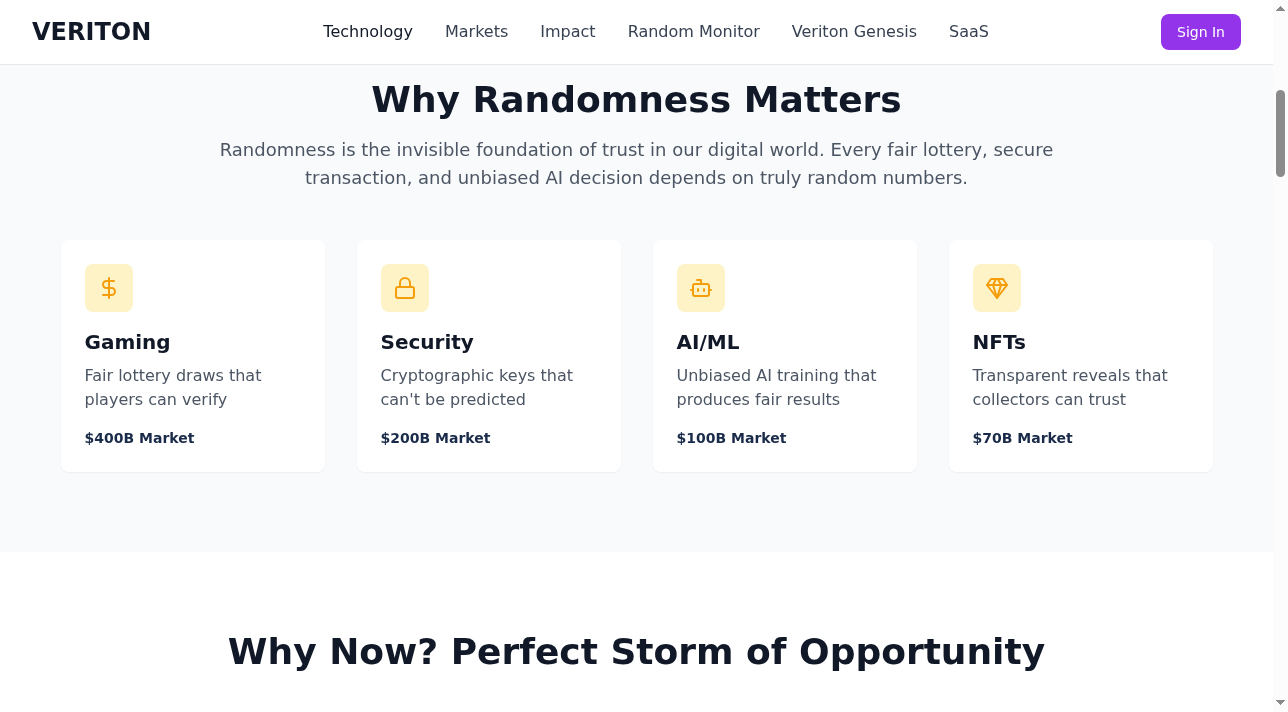 VERITON
Technology
Markets
Impact
Random Monitor
Veriton Genesis
SaaS
Sign In
Why Randomness Matters
Randomness is the invisible foundation of trust in our digital world. Every fair lottery, secure
transaction, and unbiased AI decision depends on truly random numbers.
Gaming
Fair lottery draws that
players can verify
$400B Market
Security
Cryptographic keys that
can't be predicted
$200B Market
AI/ML
Unbiased AI training that
produces fair results
$100B Market
NFTs
Transparent reveals that
collectors can trust
$70B Market
Why Now? Perfect Storm of Opportunity